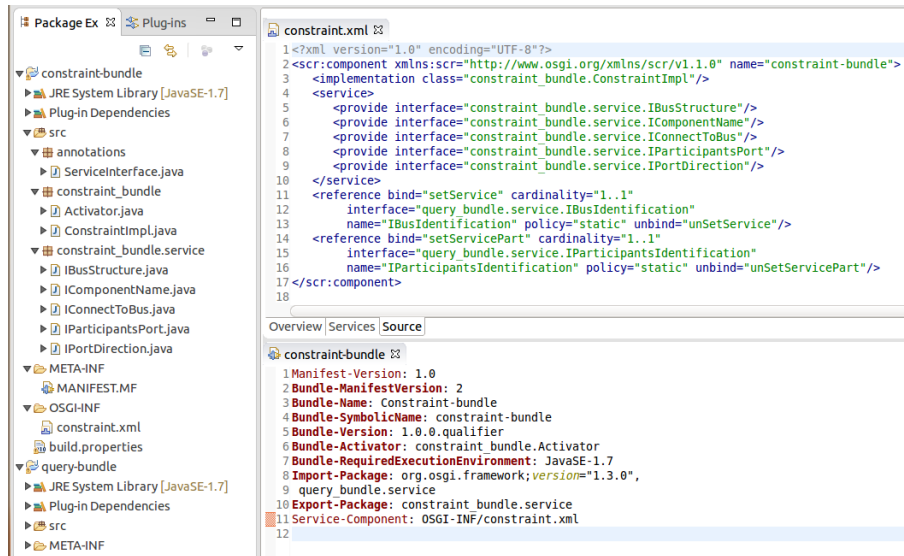 Package Ex
Plug-ins
constraint-bundle
JRE System Library [JavaSE-1.7]
Plug-in Dependencies
src
annotations
ServiceInterface.java
constraint_bundle
Activator.java
ConstraintImpl.java
constraint_bundle.service
IBusStructure.java
IComponentName.java
IConnectToBus.java
IParticipantsPort.java
IPortDirection.java
META-INF
MANIFEST.MF
OSGI-INF
constraint.xml
build.properties
query-bundle
JRE System Library [JavaSE-1.7]
Plug-in Dependencies
src
META-INF
constraint.xml
1 <?xml version="1.0" encoding="UTF-8"?>
2 <scr:component xmlns:scr="http://www.osgi.org/xmlns/scr/v1.1.0" name="constraint-bundle">
3 <implementation class="constraint_bundle.ConstraintImpl"/>
4 <service>
5 <provide interface="constraint_bundle.service.IBusStructure"/>
6 <provide interface="constraint_bundle.service.IComponentName"/>
7 <provide interface="constraint_bundle.service.IConnectToBus"/>
8 <provide interface="constraint_bundle.service.IParticipantsPort"/>
9 <provide interface="constraint_bundle.service.IPortDirection"/>
10 </service>
11 <reference bind="setService" cardinality="1..1"
12 interface="query_bundle.service.IBusIdentification"
13 name="IBusIdentification" policy="static" unbind="unSetService"/>
14 <reference bind="setServicePart" cardinality="1..1"
15 interface="query_bundle.service.IParticipantsIdentification"
16 name="IParticipantsIdentification" policy="static" unbind="unSetServicePart"/>
17 </scr:component>
18
Overview Services Source
constraint-bundle
1 Manifest-Version: 1.0
2 Bundle-ManifestVersion: 2
3 Bundle-Name: Constraint-bundle
4 Bundle-SymbolicName: constraint-bundle
5 Bundle-Version: 1.0.0.qualifier
6 Bundle-Activator: constraint_bundle.Activator
7 Bundle-RequiredExecutionEnvironment: JavaSE-1.7
8 Import-Package: org.osgi.framework;version="1.3.0",
9 query_bundle.service
10 Export-Package: constraint_bundle.service
11 Service-Component: OSGI-INF/constraint.xml
12